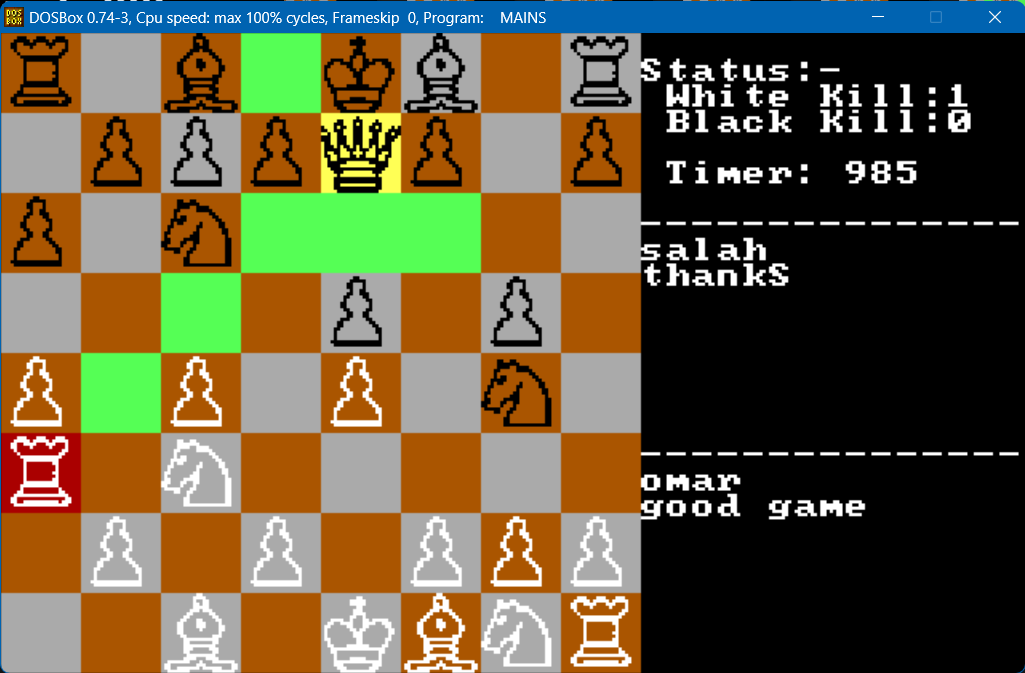 DOSBox 0.74-3, Cpu speed: max 100% cycles, Frameskip 0, Program: MAINS
Status:-
White Kill:1
Black Kill:0
Timer: 985
---------------
salah
thankS
---------------
omar
good game